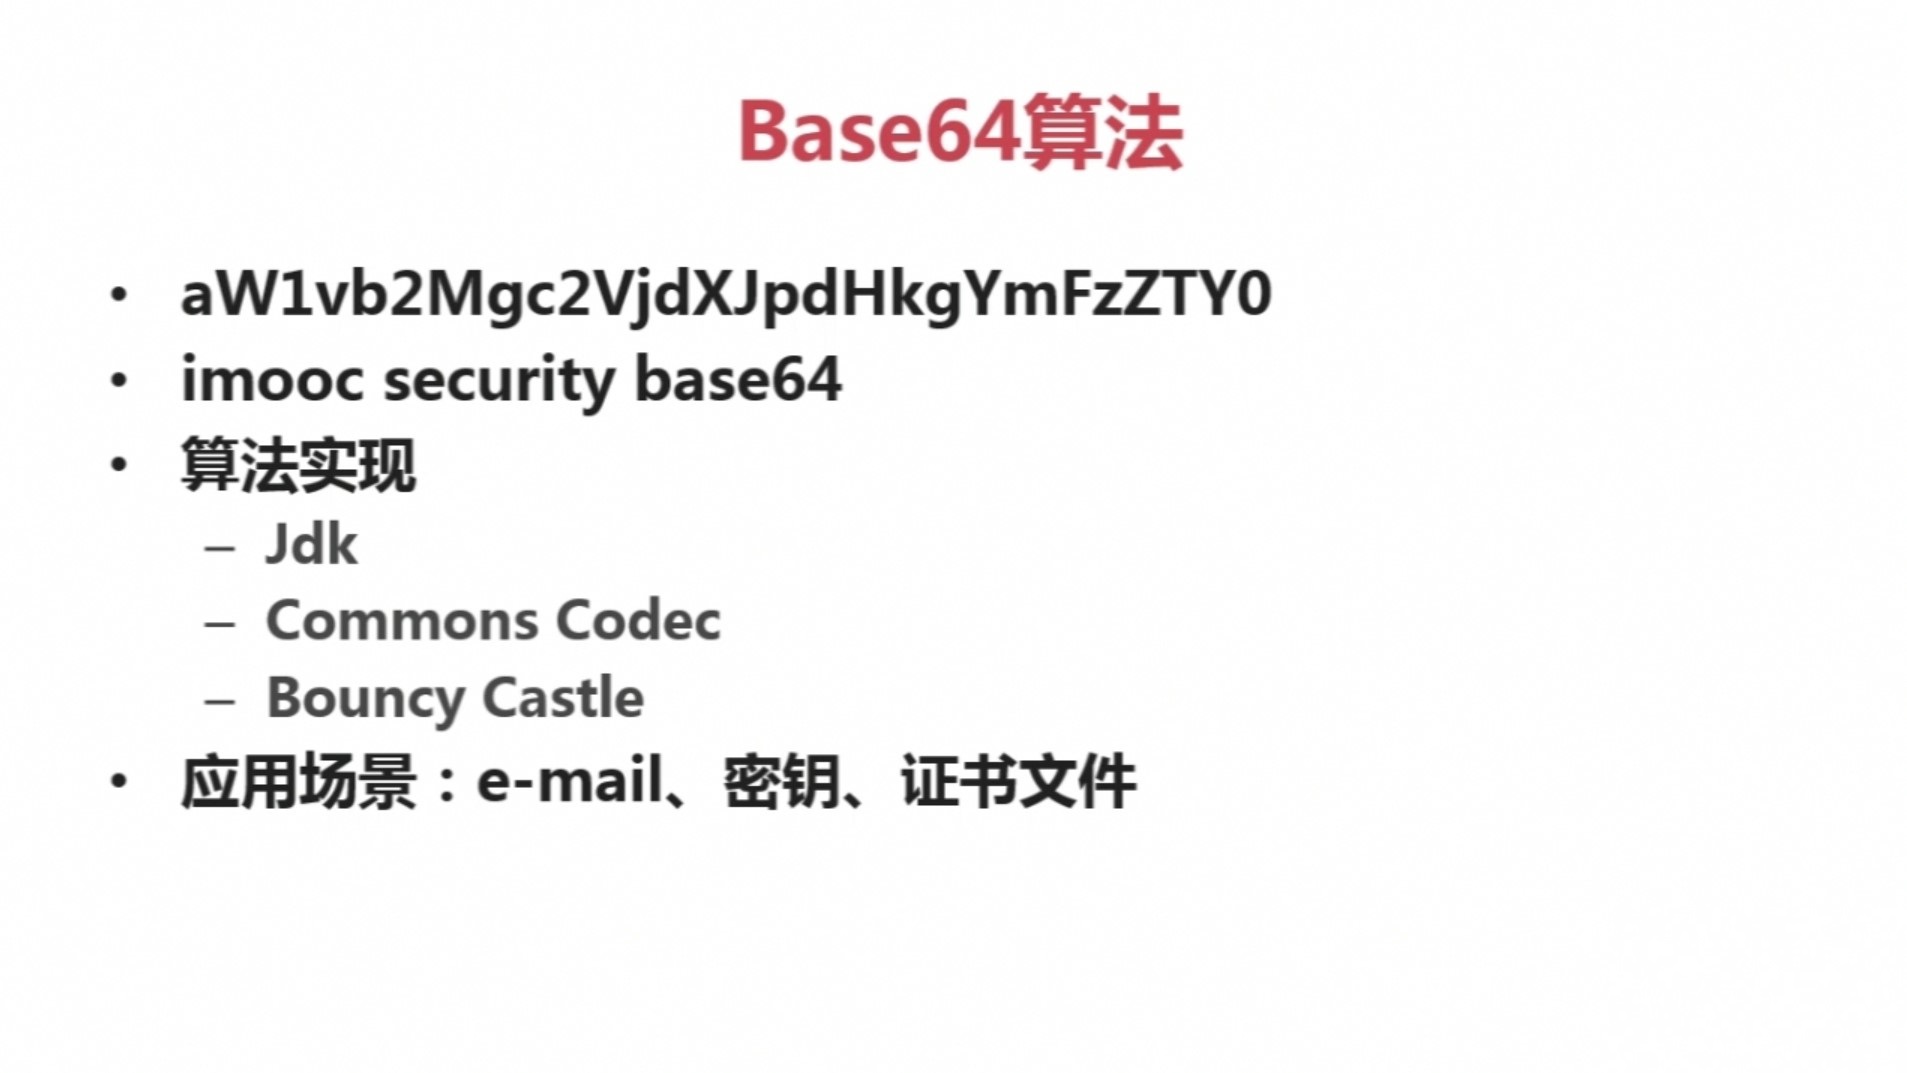 Base64算法
• aW1vb2Mgc2VjdXJpdHkgYmFzZTY0
• imooc security base64
• 算法实现
– Jdk
– Commons Codec
– Bouncy Castle
• 应用场景：e-mail、密钥、证书文件